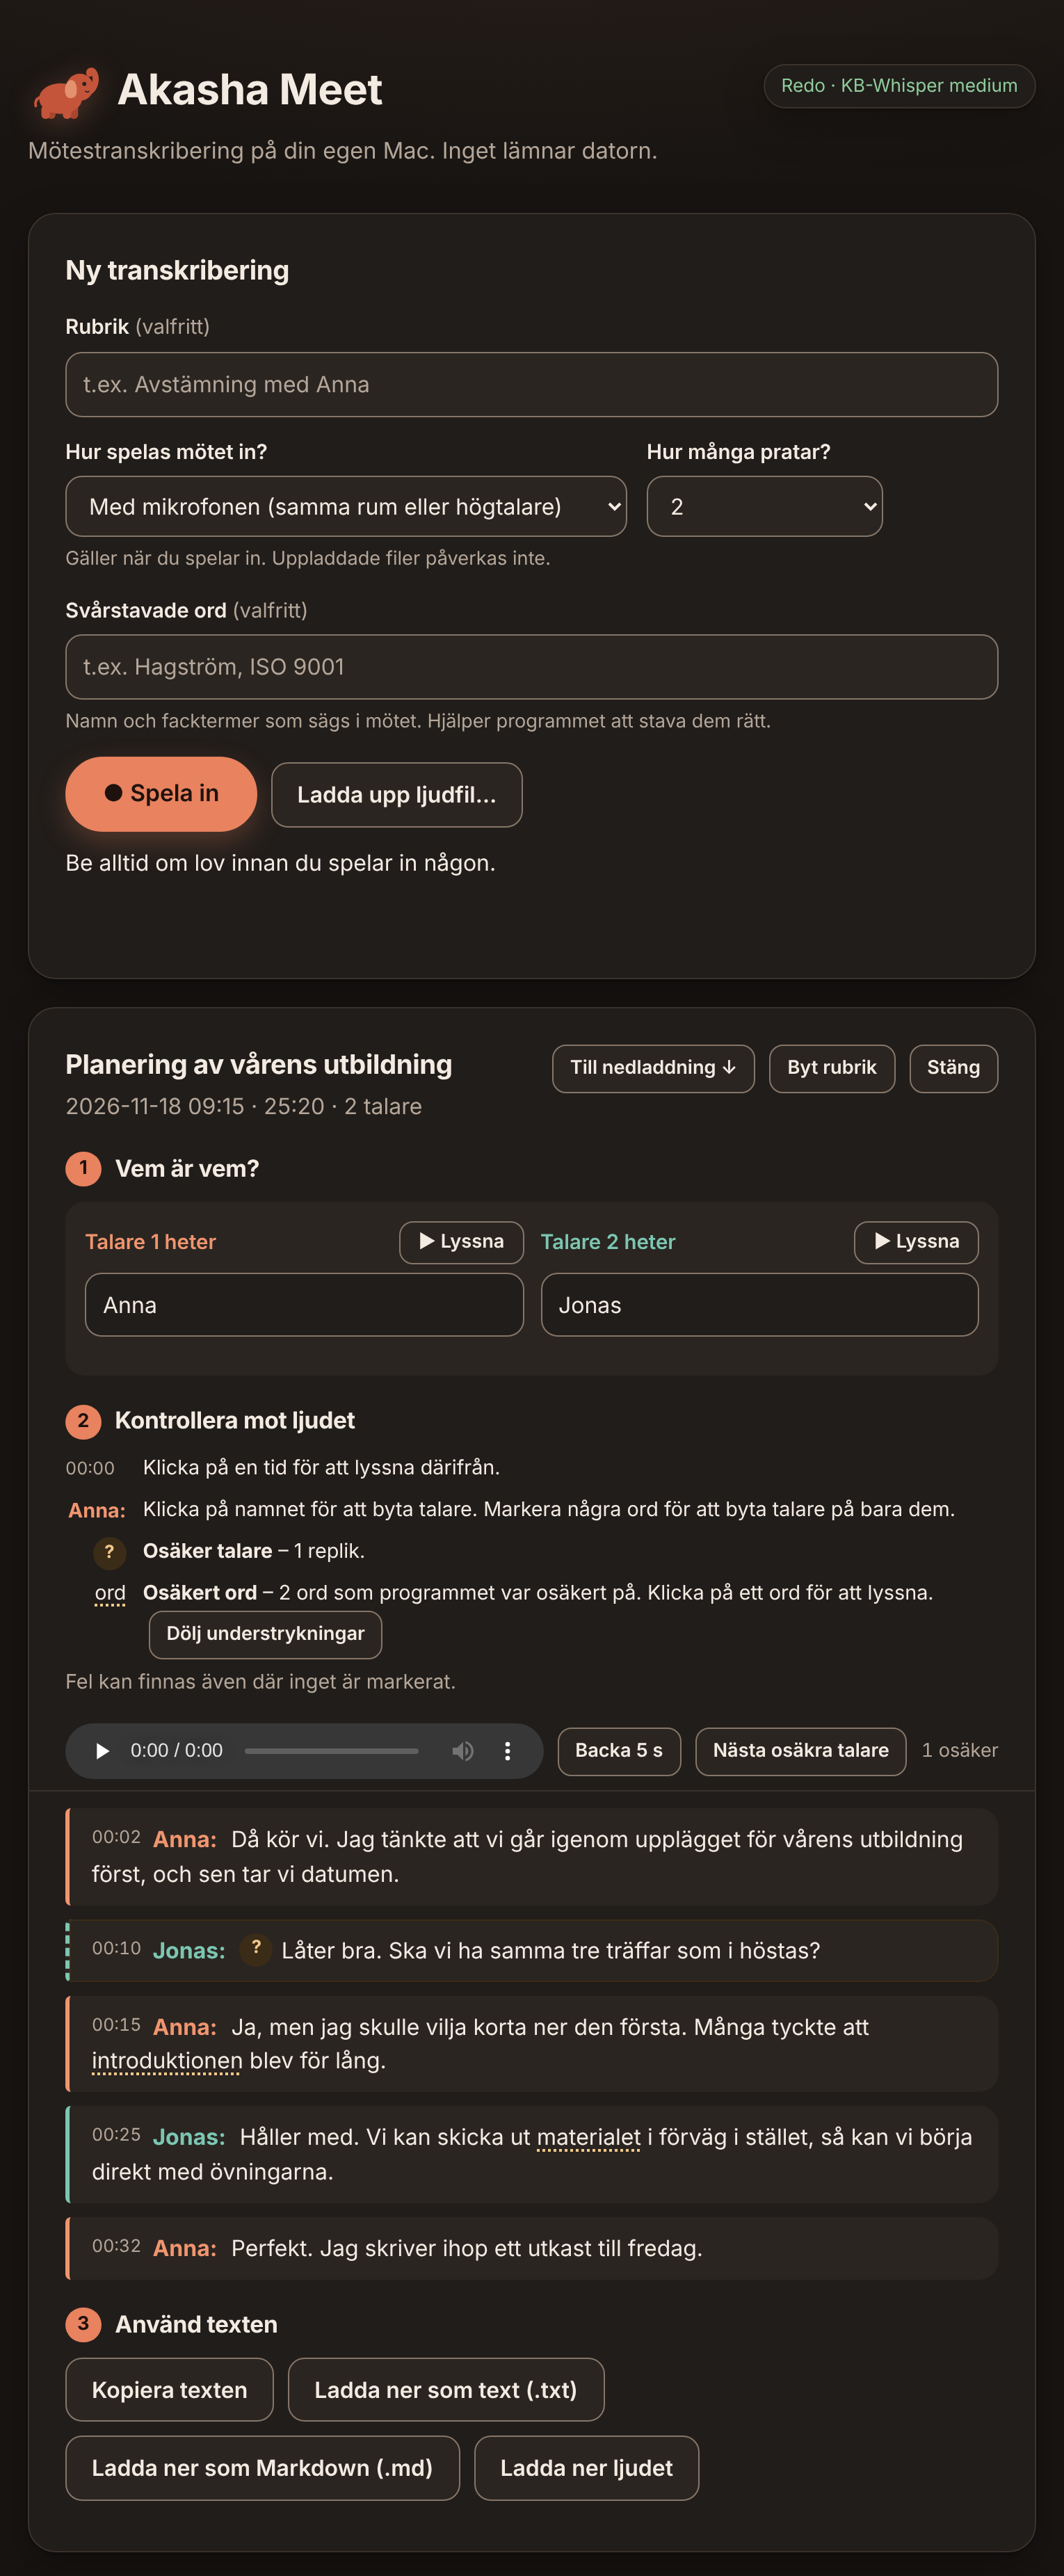 Akasha Meet
Redo · KB-Whisper medium
Mötestranskribering på din egen Mac. Inget lämnar datorn.
Ny transkribering
Rubrik (valfritt)
t.ex. Avstämning med Anna
Hur spelas mötet in?
Hur många pratar?
Med mikrofonen (samma rum eller högtalare)
2
Gäller när du spelar in. Uppladdade filer påverkas inte.
Svårstavade ord (valfritt)
t.ex. Hagström, ISO 9001
Namn och facktermer som sägs i mötet. Hjälper programmet att stava dem rätt.
● Spela in
Ladda upp ljudfil...
Be alltid om lov innan du spelar in någon.
Planering av vårens utbildning
Till nedladdning ↓
Byt rubrik
Stäng
2026-11-18 09:15 · 25:20 · 2 talare
1 Vem är vem?
Talare 1 heter
▶ Lyssna
Talare 2 heter
▶ Lyssna
Anna
Jonas
2 Kontrollera mot ljudet
00:00 Klicka på en tid för att lyssna därifrån.
Anna: Klicka på namnet för att byta talare. Markera några ord för att byta talare på bara dem.
? Osäker talare – 1 replik.
ord Osäkert ord – 2 ord som programmet var osäkert på. Klicka på ett ord för att lyssna.
Dölj understrykningar
Fel kan finnas även där inget är markerat.
0:00 / 0:00
Backa 5 s
Nästa osäkra talare
1 osäker
00:02 Anna: Då kör vi. Jag tänkte att vi går igenom upplägget för vårens utbildning
först, och sen tar vi datumen.
00:10 Jonas: ? Låter bra. Ska vi ha samma tre träffar som i höstas?
00:15 Anna: Ja, men jag skulle vilja korta ner den första. Många tyckte att
introduktionen blev för lång.
00:25 Jonas: Håller med. Vi kan skicka ut materialet i förväg i stället, så kan vi börja
direkt med övningarna.
00:32 Anna: Perfekt. Jag skriver ihop ett utkast till fredag.
3 Använd texten
Kopiera texten
Ladda ner som text (.txt)
Ladda ner som Markdown (.md)
Ladda ner ljudet